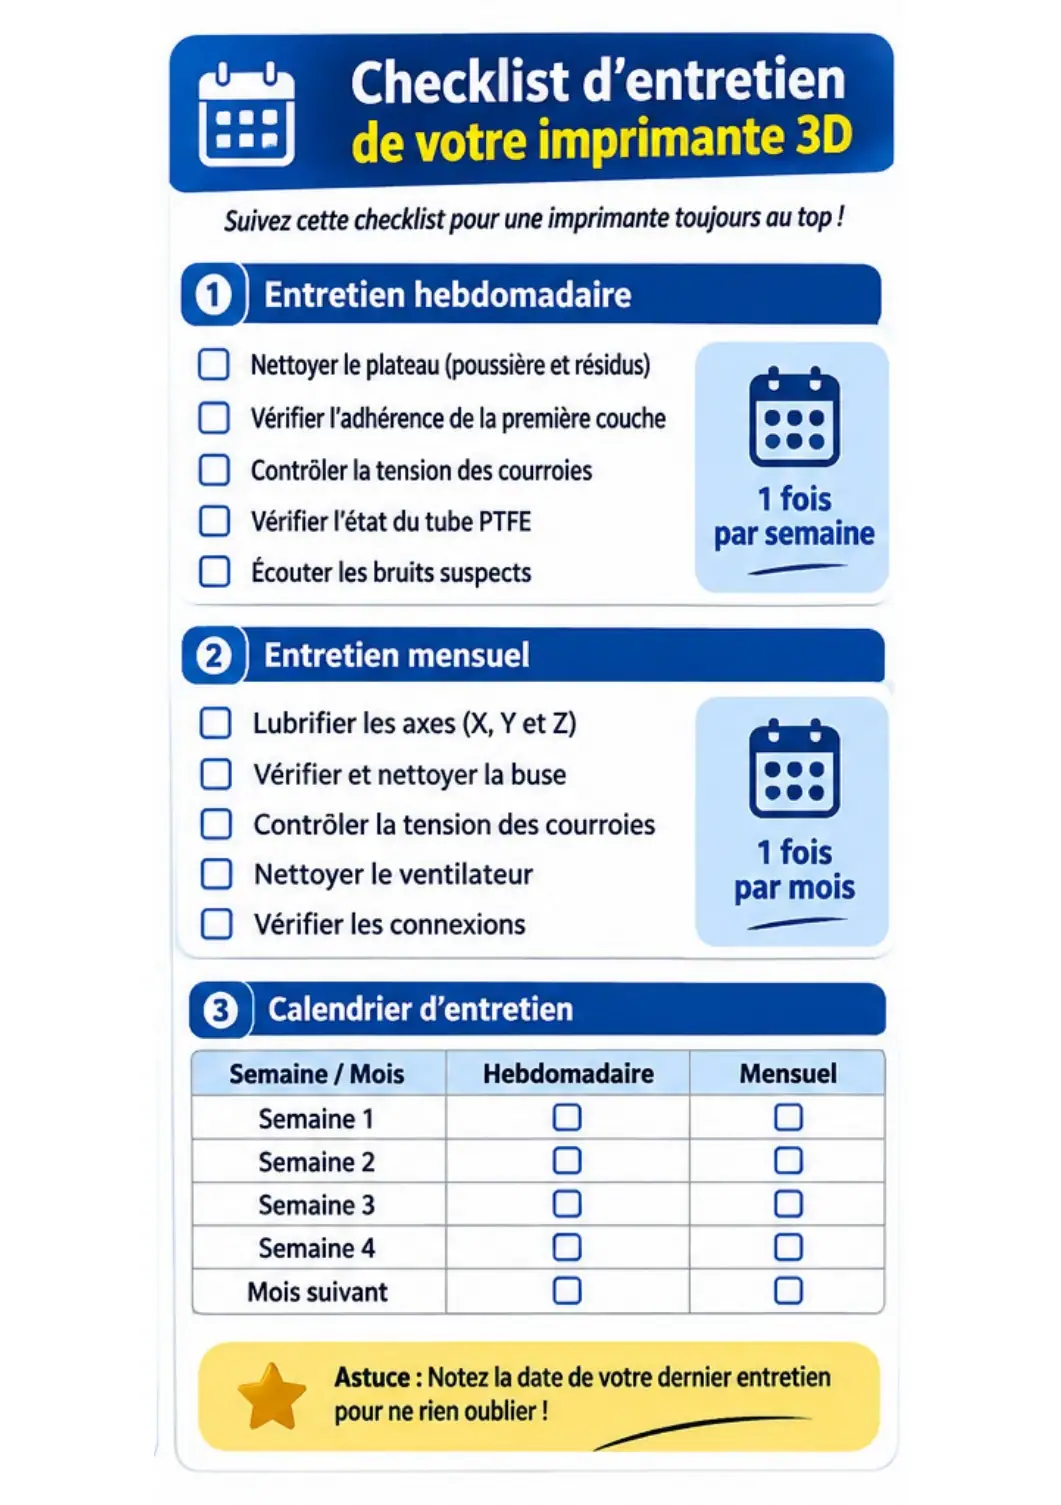 Checklist d'entretien
de votre imprimante 3D
Suivez cette checklist pour une imprimante toujours au top !
1 Entretien hebdomadaire
Nettoyer le plateau (poussière et résidus)
Vérifier l'adhérence de la première couche
Contrôler la tension des courroies
Vérifier l'état du tube PTFE
Écouter les bruits suspects
1 fois
par semaine
2 Entretien mensuel
Lubrifier les axes (X, Y et Z)
Vérifier et nettoyer la buse
Contrôler la tension des courroies
Nettoyer le ventilateur
Vérifier les connexions
1 fois
par mois
3 Calendrier d'entretien
Semaine / Mois Hebdomadaire Mensuel
Semaine 1
Semaine 2
Semaine 3
Semaine 4
Mois suivant
Astuce : Notez la date de votre dernier entretien
pour ne rien oublier !